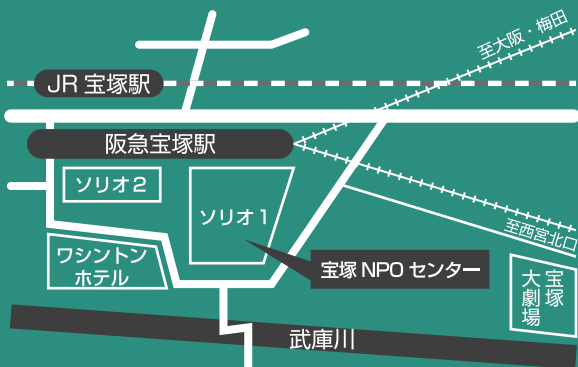 至大阪・梅田
JR 宝塚駅
阪急宝塚駅
ソリオ2
ソリオ1
至西宮北口
ワシントン
ホテル
宝塚 NPO センター
宝塚
大劇場
武庫川